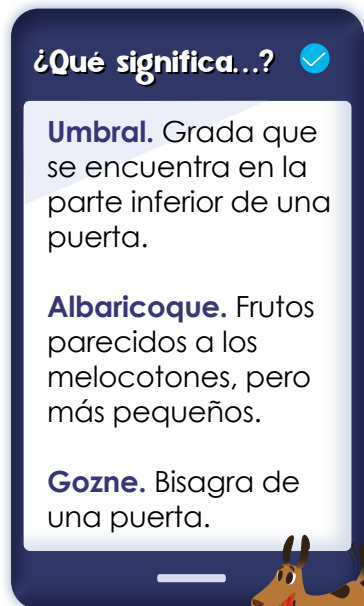 ¿Qué significa...?
Umbral. Grada que
se encuentra en la
parte inferior de una
puerta.
Albaricoque. Frutos
parecidos a los
melocotones, pero
más pequeños.
Gozne. Bisagra de
una puerta.